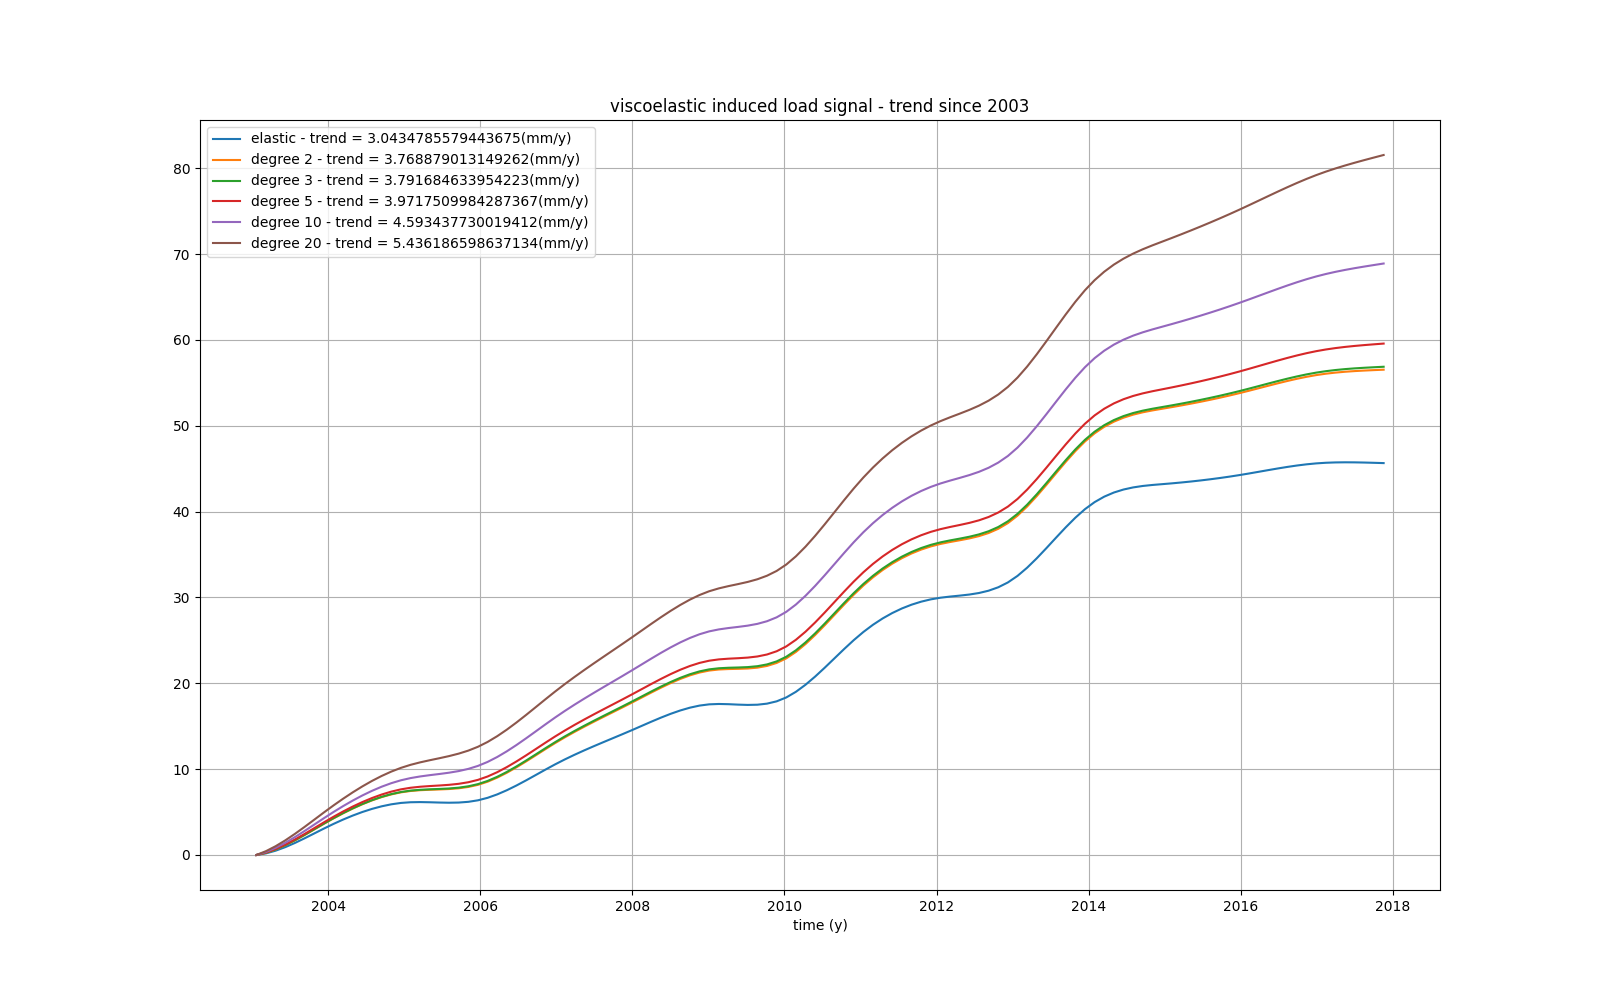 viscoelastic induced load signal - trend since 2003
elastic - trend = 3.0434785579443675(mm/y)
degree 2 - trend = 3.768879013149262(mm/y)
degree 3 - trend = 3.791684633954223(mm/y)
degree 5 - trend = 3.9717509984287367(mm/y)
degree 10 - trend = 4.593437730019412(mm/y)
degree 20 - trend = 5.436186598637134(mm/y)
80
70
60
50
40
30
20
10
0
2004 2006 2008 2010 2012 2014 2016 2018
time (y)